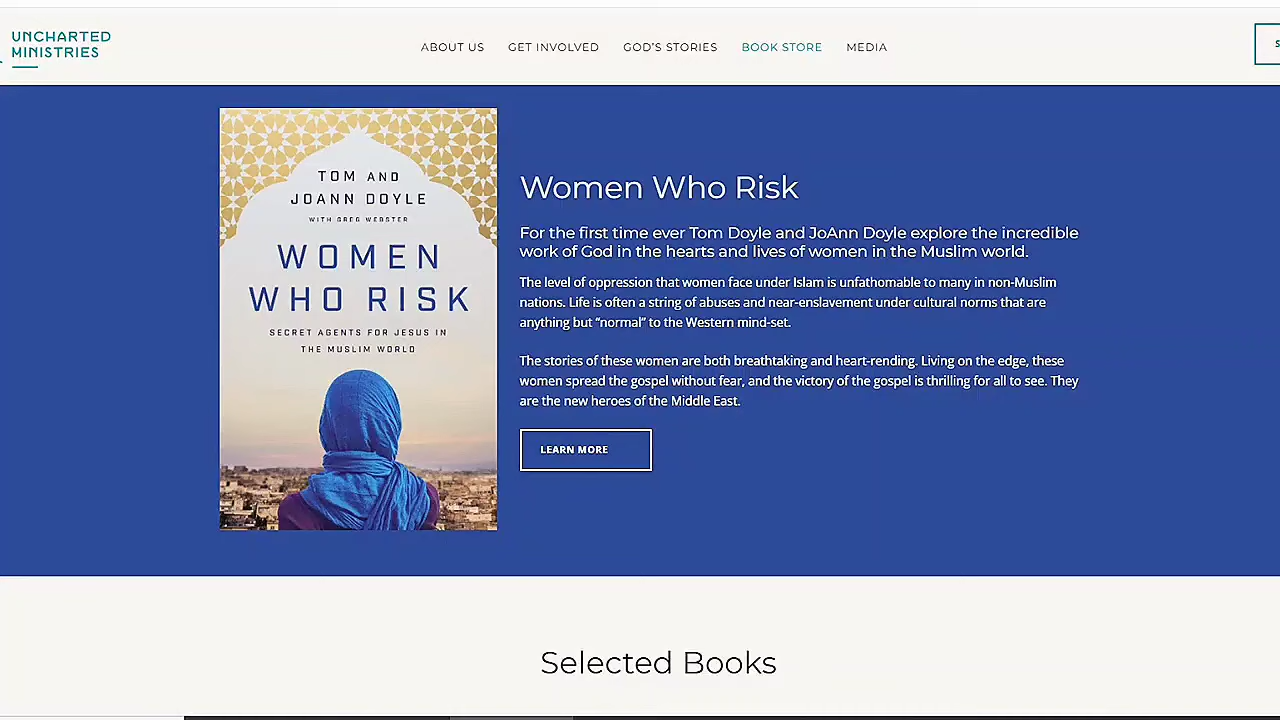 UNCHARTED
MINISTRIES
ABOUT US
GET INVOLVED
GOD'S STORIES
BOOK STORE
MEDIA
S
TOM AND
JOANN DOYLE
WITH GREG WEBSTER
WOMEN
WHO RISK
SECRET AGENTS FOR JESUS IN
THE MUSLIM WORLD
Women Who Risk
For the first time ever Tom Doyle and JoAnn Doyle explore the incredible
work of God in the hearts and lives of women in the Muslim world.
The level of oppression that women face under Islam is unfathomable to many in non-Muslim
nations. Life is often a string of abuses and near-enslavement under cultural norms that are
anything but “normal” to the Western mind-set.
The stories of these women are both breathtaking and heart-rending. Living on the edge, these
women spread the gospel without fear, and the victory of the gospel is thrilling for all to see. They
are the new heroes of the Middle East.
LEARN MORE
Selected Books